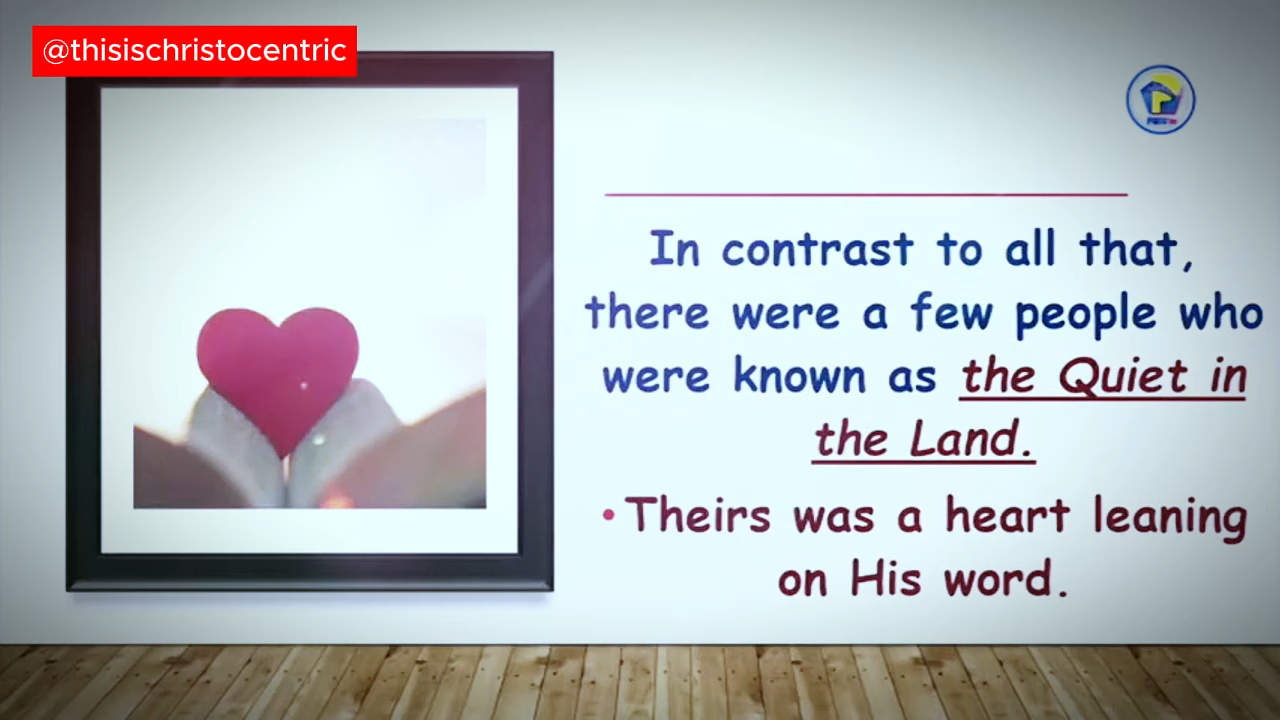 @thisischristocentric
In contrast to all that,
there were a few people who
were known as the Quiet in
the Land.
•Theirs was a heart leaning
on His word.